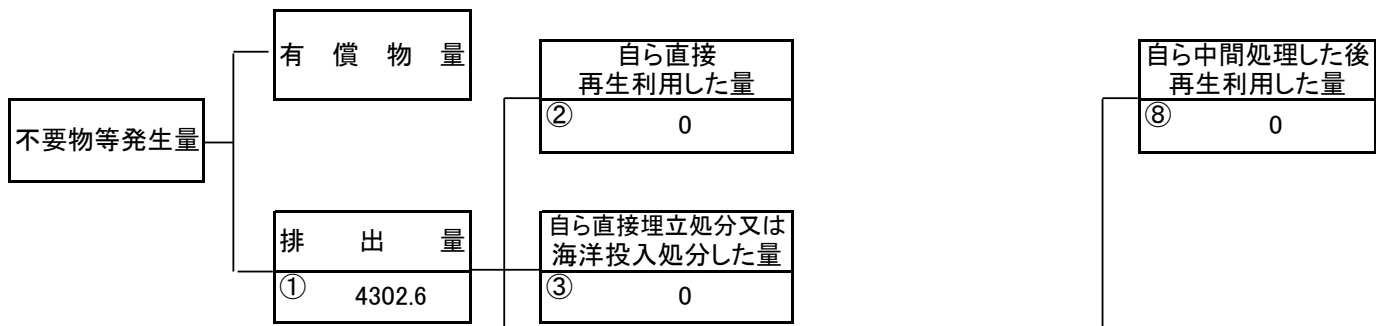 有償物量
自ら直接
再生利用した量
② 0
自ら中間処理した後
再生利用した量
⑧ 0
不要物等発生量
排出量
① 4302.6
自ら直接埋立処分又は
海洋投入処分した量
③ 0